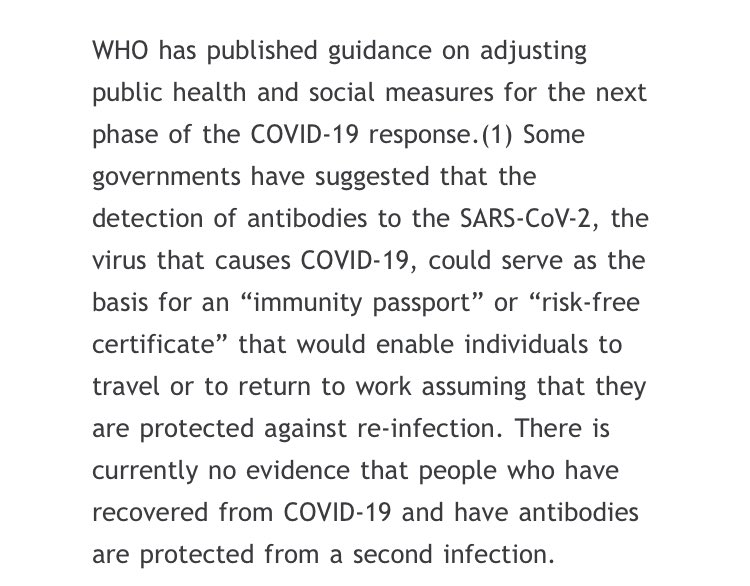 WHO has published guidance on adjusting
public health and social measures for the next
phase of the COVID-19 response.(1) Some
governments have suggested that the
detection of antibodies to the SARS-CoV-2, the
virus that causes COVID-19, could serve as the
basis for an “immunity passport” or “risk-free
certificate” that would enable individuals to
travel or to return to work assuming that they
are protected against re-infection. There is
currently no evidence that people who have
recovered from COVID-19 and have antibodies
are protected from a second infection.